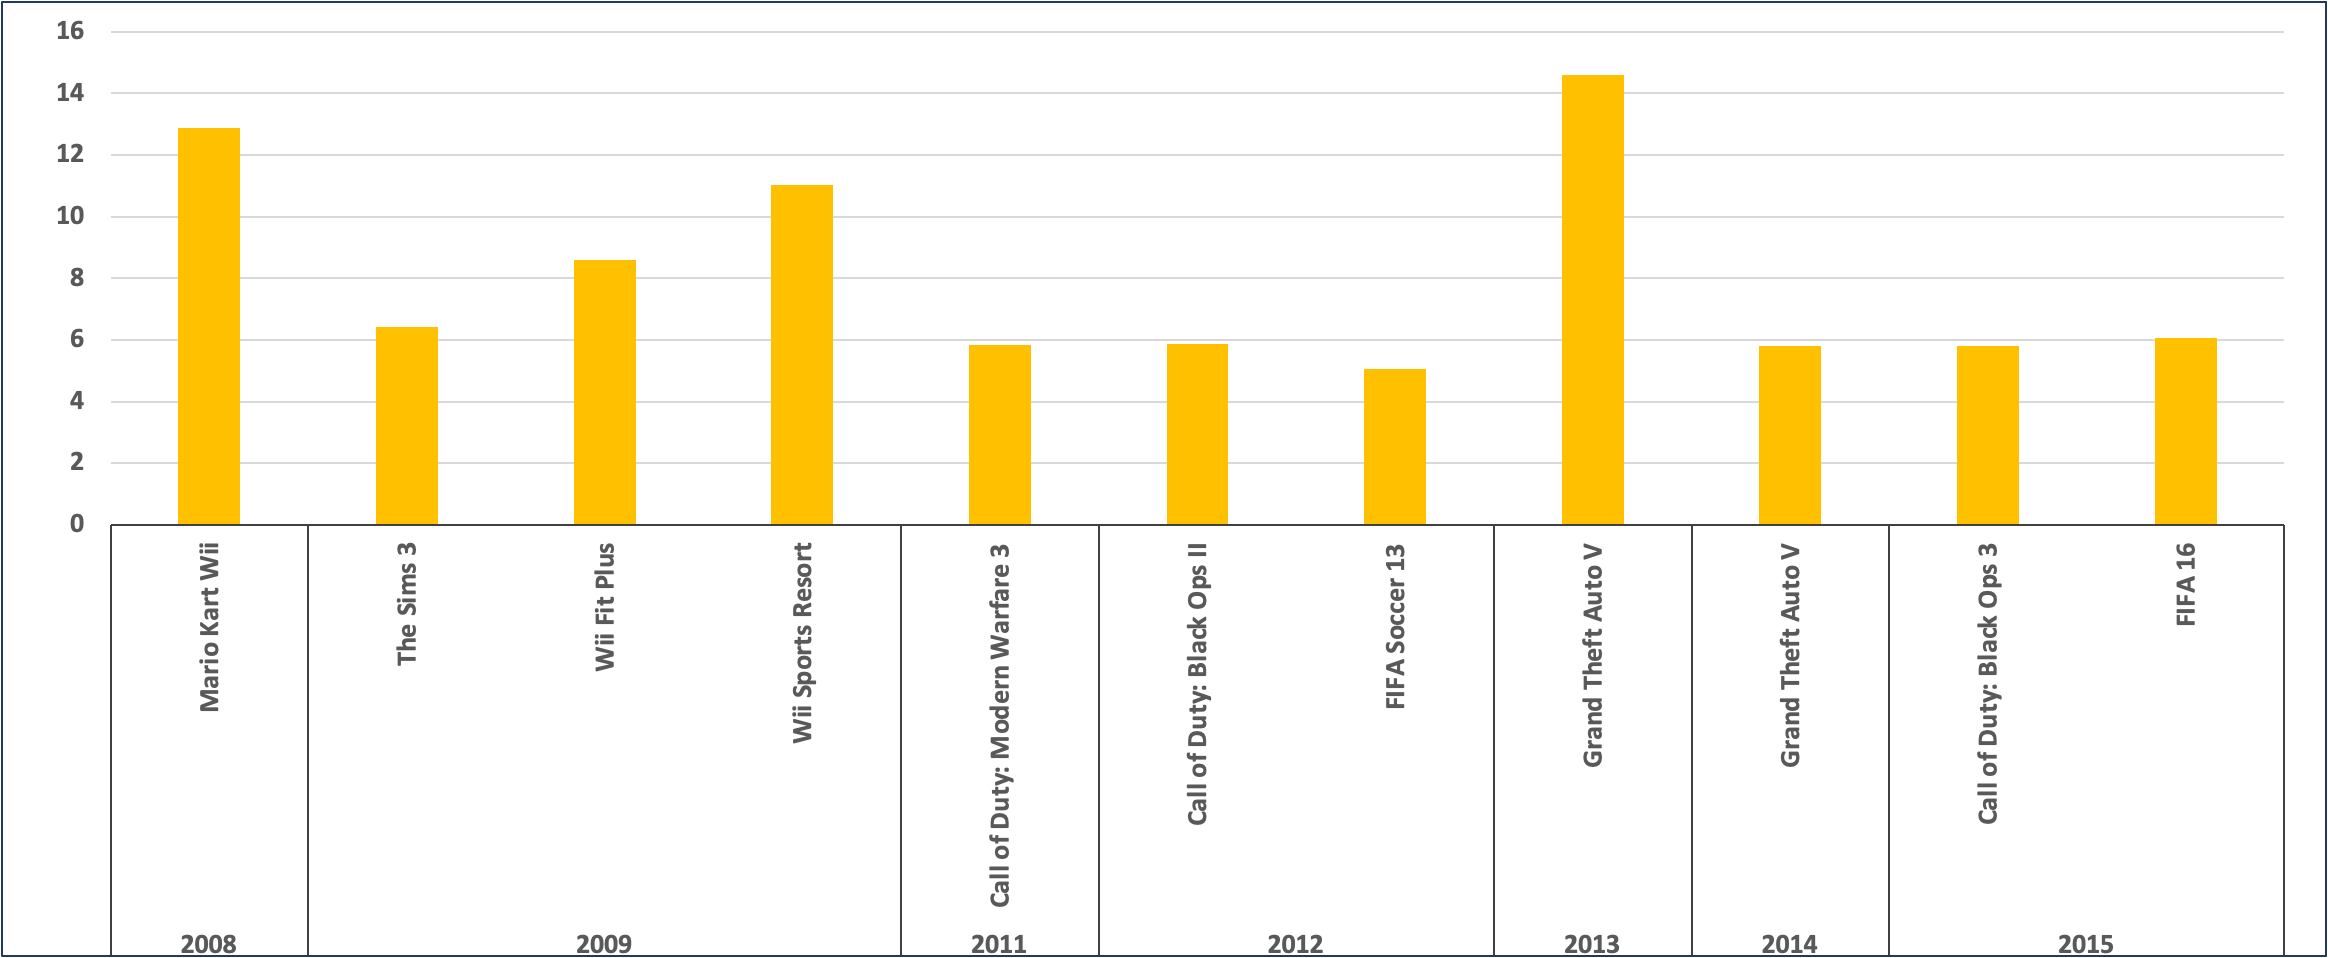 16
14
12
10
8
6
4
2
0
Mario Kart Wii
The Sims 3
Wii Fit Plus
Wii Sports Resort
Call of Duty: Modern Warfare 3
Call of Duty: Black Ops II
FIFA Soccer 13
Grand Theft Auto V
Grand Theft Auto V
Call of Duty: Black Ops 3
FIFA 16
2008
2009
2011
2012
2013
2014
2015